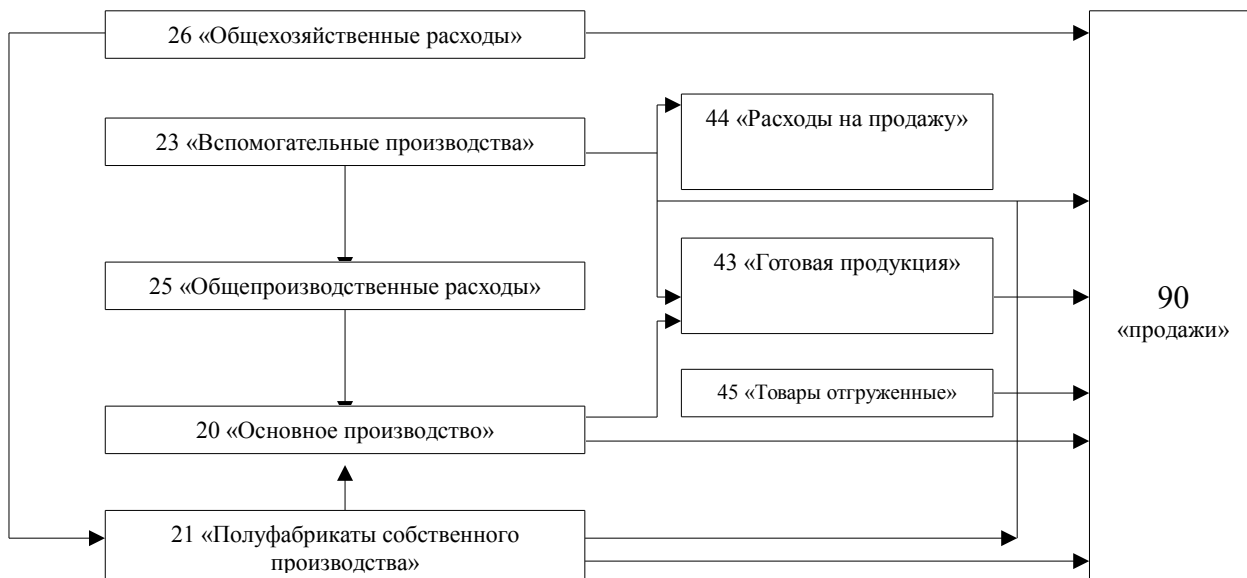 26 «Общехозяйственные расходы»
23 «Вспомогательные производства»
44 «Расходы на продажу»
25 «Общепроизводственные расходы»
43 «Готовая продукция»
90
«продажи»
45 «Товары отгруженные»
20 «Основное производство»
21 «Полуфабрикаты собственного
производства»